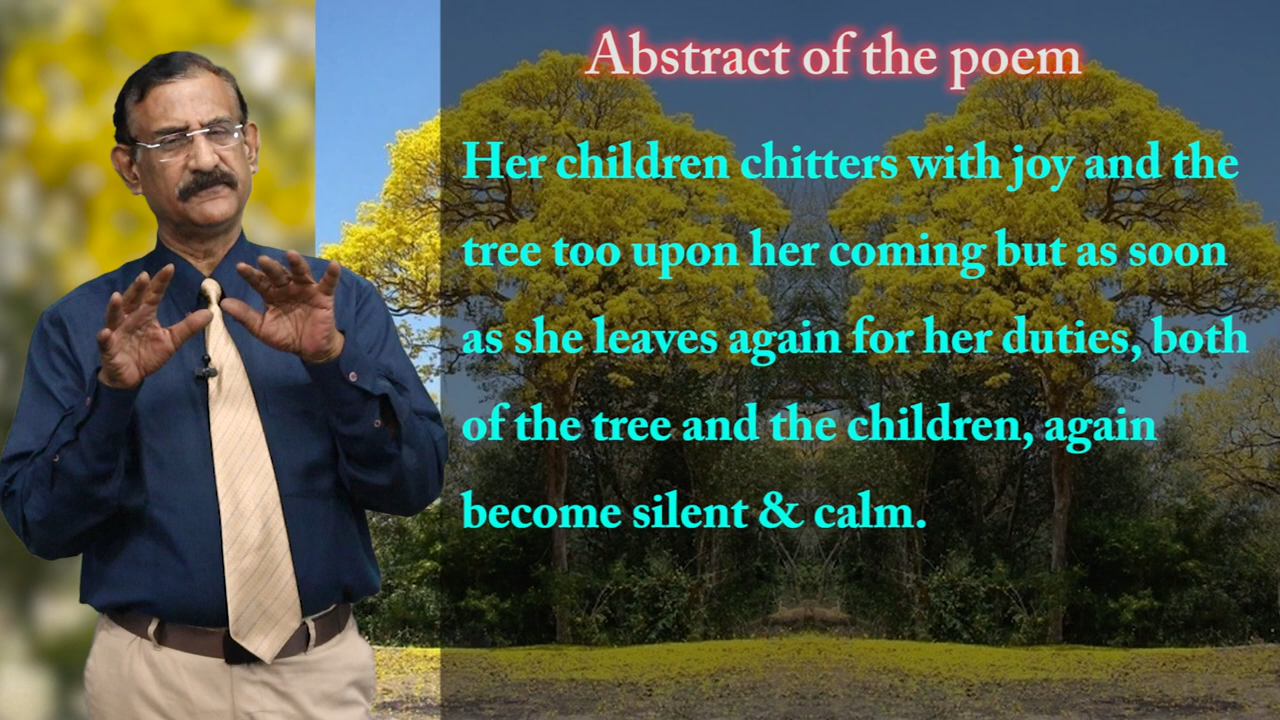 Abstract of the poem
Her children chitters with joy and the
tree too upon her coming but as soon
as she leaves again for her duties, both
of the tree and the children, again
become silent & calm.